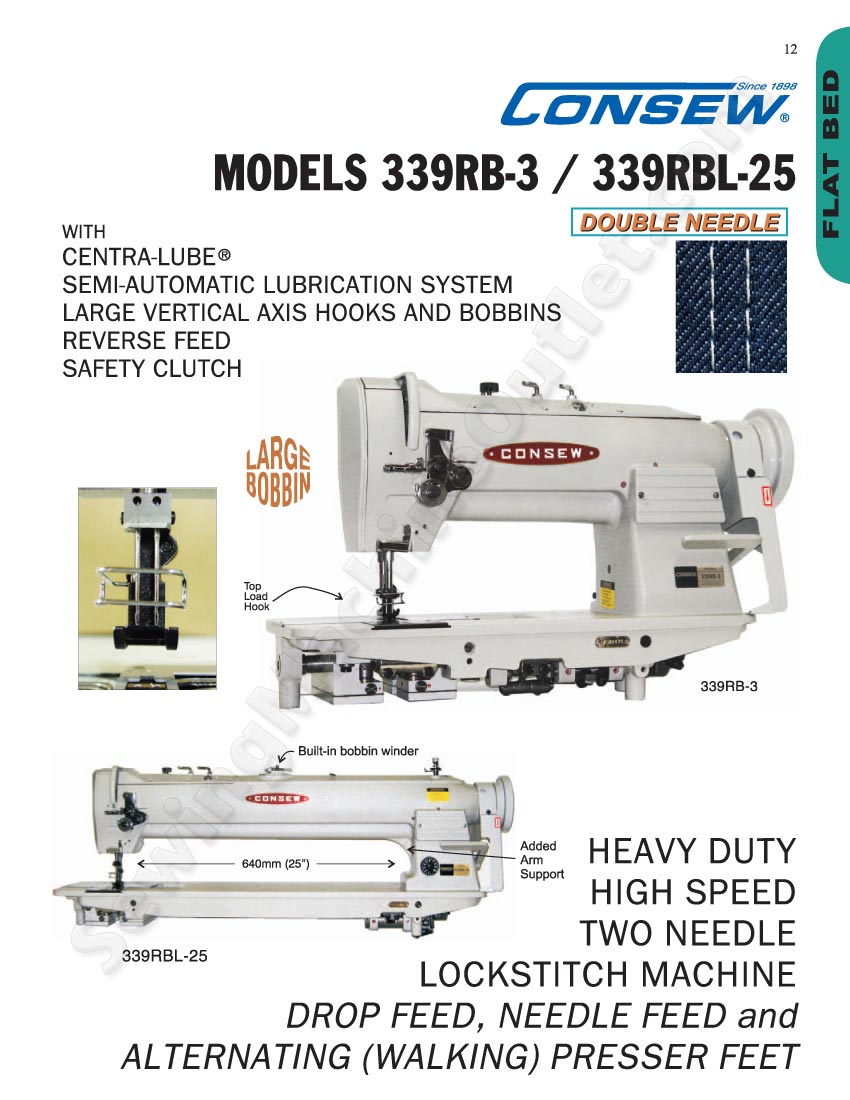 12
FLAT BED
Since 1898
CONSEW®
MODELS 339RB-3 / 339RBL-25
DOUBLE NEEDLE
WITH
CENTRA-LUBE®
SEMI-AUTOMATIC LUBRICATION SYSTEM
LARGE VERTICAL AXIS HOOKS AND BOBBINS
REVERSE FEED
SAFETY CLUTCH
LARGE
BOBBIN
CONSEW
Top
Load
Hook
CONSEW
339RB-3
339RB-3
Built-in bobbin winder
CONSEW
640mm (25")
Added
Arm
Support
339RBL-25
HEAVY DUTY
HIGH SPEED
TWO NEEDLE
LOCKSTITCH MACHINE
DROP FEED, NEEDLE FEED and
ALTERNATING (WALKING) PRESSER FEET
SewingMachineOutlet.com